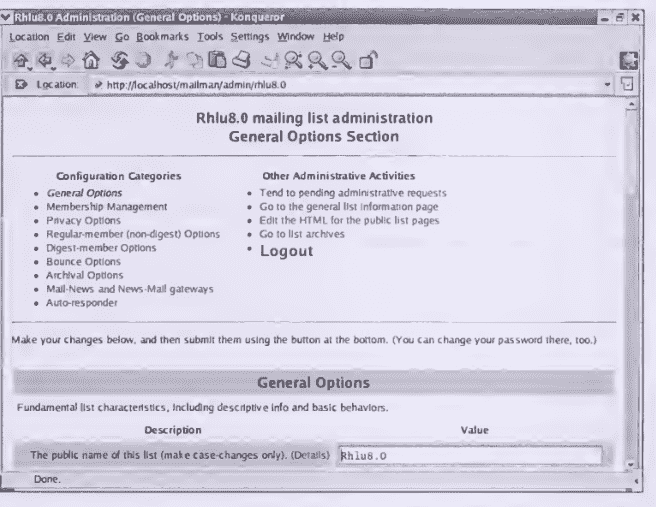 Rhlu8.0 Administration (General Options) - Konqueror
Location Edit View Go Bookmarks Tools Settings Window Help
Location: http://localhost/mailman/admin/rhlu8.0
Rhlu8.0 mailing list administration
General Options Section
Configuration Categories
General Options
Membership Management
Privacy Options
Regular-member (non-digest) Options
Digest-member Options
Bounce Options
Archival Options
Mail-News and News-Mail gateways
Auto-responder
Other Administrative Activities
Tend to pending administrative requests
Go to the general list information page
Edit the HTML for the public list pages
Go to list archives
Logout
Make your changes below, and then submit them using the button at the bottom. (You can change your password there, too.)
General Options
Fundamental list characteristics, including descriptive info and basic behaviors.
Description Value
The public name of this list (make case-changes only). (Details) Rhlu8.0
Done.